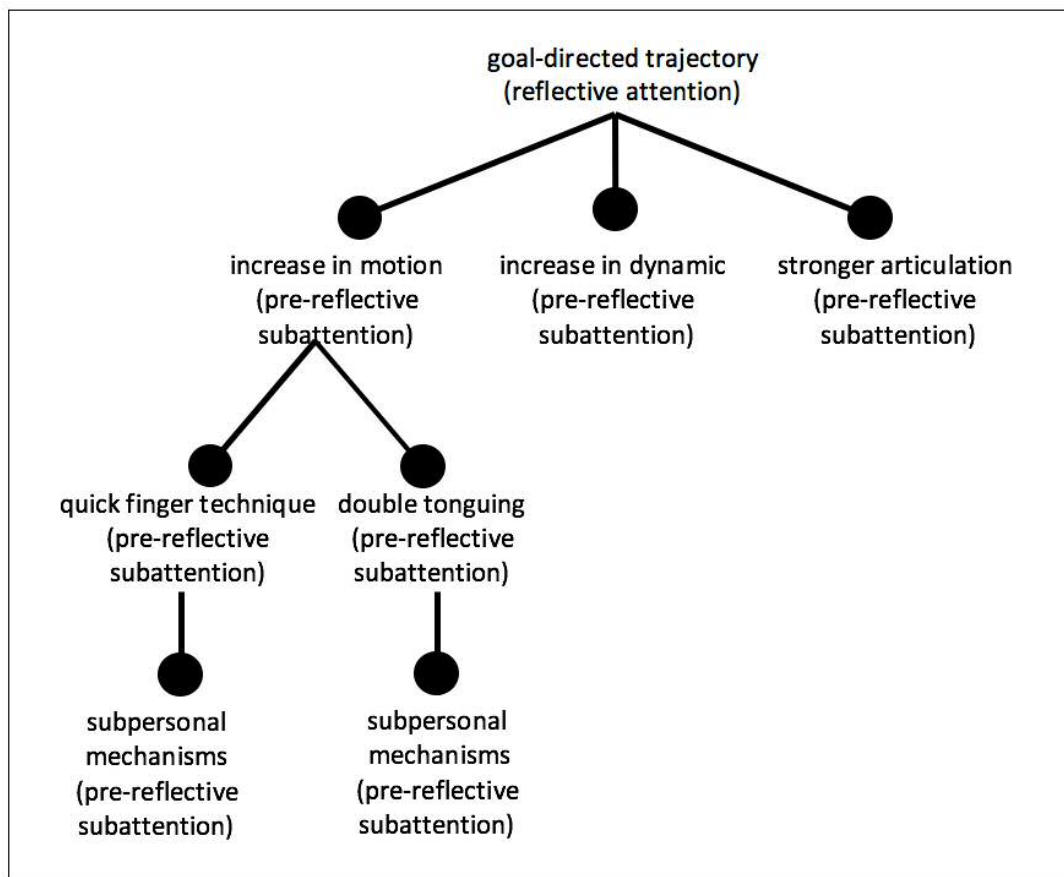 goal-directed trajectory
(reflective attention)
increase in motion
(pre-reflective
subattention)
increase in dynamic
(pre-reflective
subattention)
stronger articulation
(pre-reflective
subattention)
quick finger technique
(pre-reflective
subattention)
double tonguing
(pre-reflective
subattention)
subpersonal
mechanisms
(pre-reflective
subattention)
subpersonal
mechanisms
(pre-reflective
subattention)